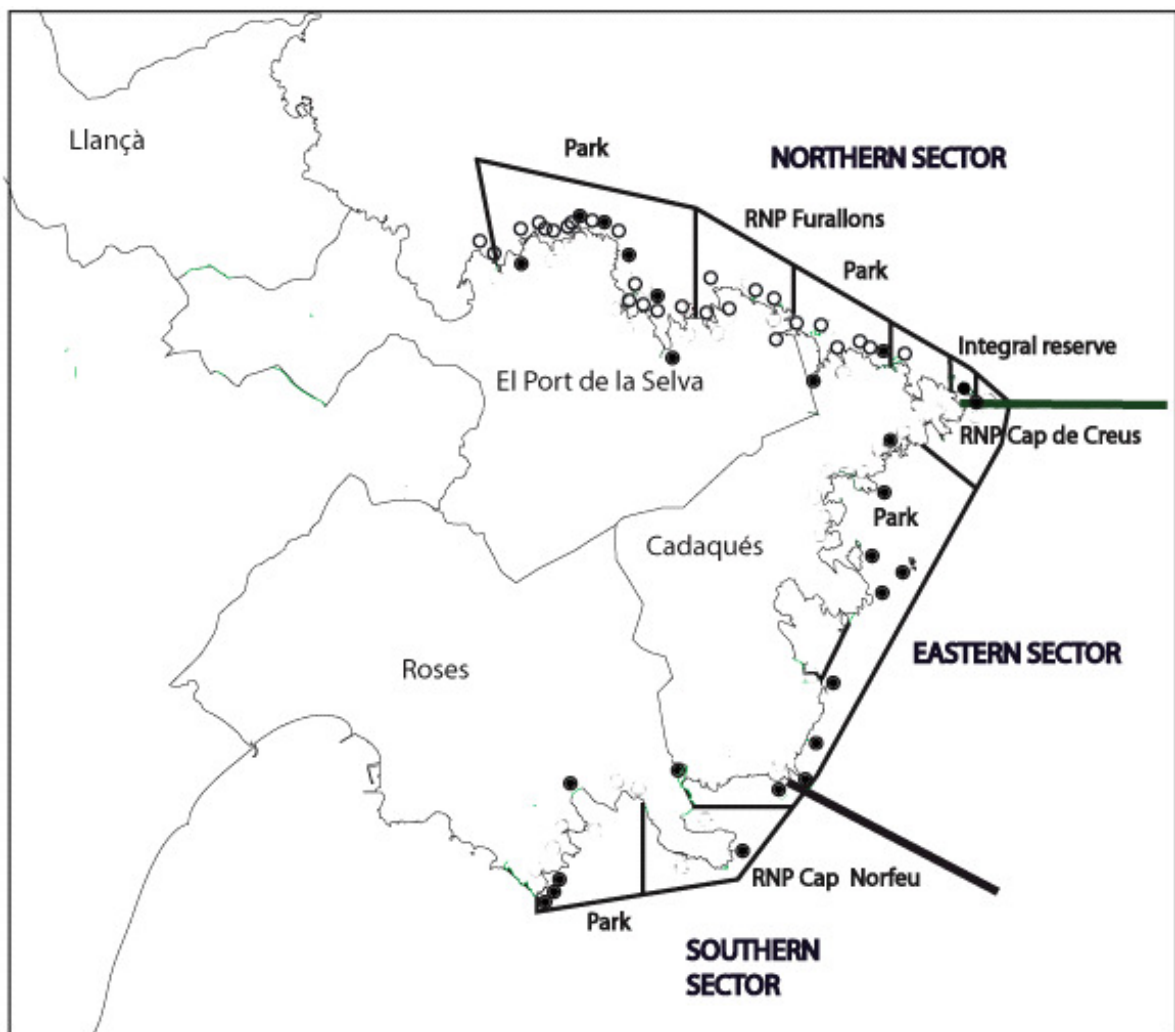 Llançà
Park
NORTHERN SECTOR
RNP Furallons
Park
Integral reserve
El Port de la Selva
RNP Cap de Creus
Park
Cadaqués
EASTERN SECTOR
Roses
RNP Cap Norfeu
Park
SOUTHERN
SECTOR